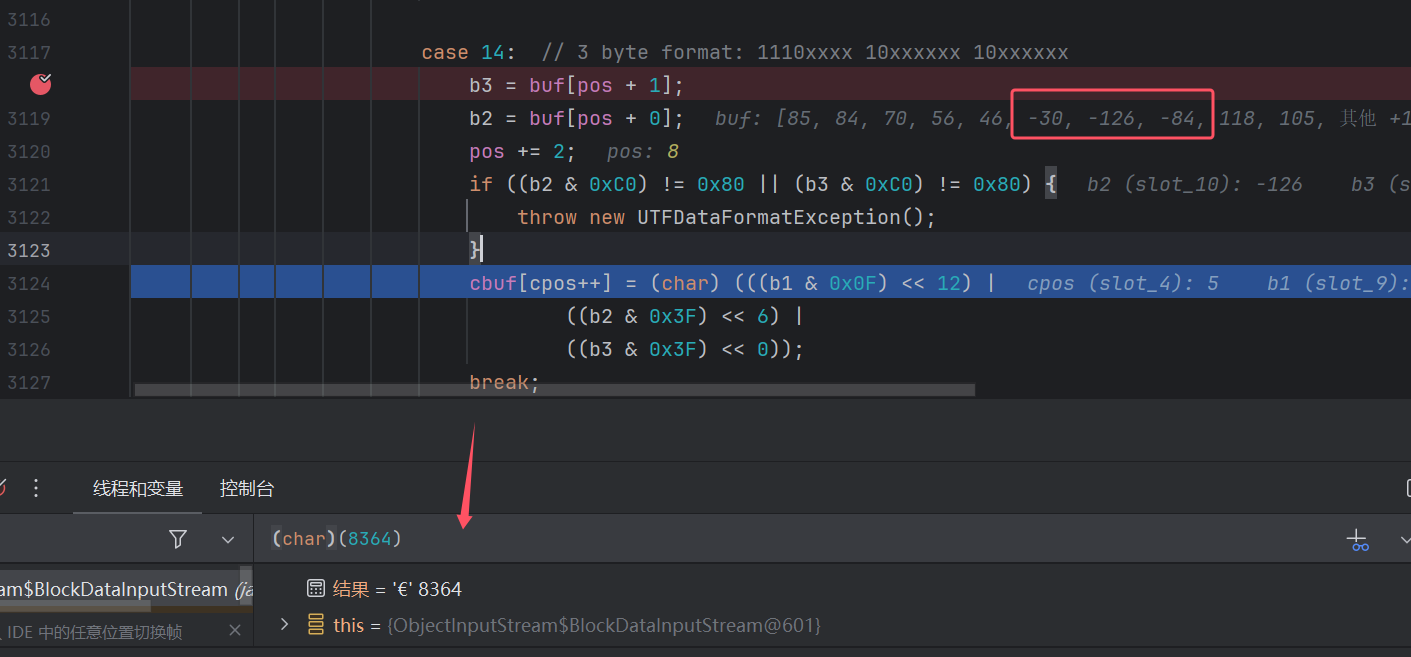 3116
3117 case 14: // 3 byte format: 1110xxxx 10xxxxxx 10xxxxxx
b3 = buf[pos + 1];
3119 b2 = buf[pos + 0]; buf: [85, 84, 70, 56, 46, -30, -126, -84, 118, 105, 其他 +1
3120 pos += 2; pos: 8
3121 if ((b2 & 0xC0) != 0x80 || (b3 & 0xC0) != 0x80) { b2 (slot_10): -126 b3 (s
3122 throw new UTFDataFormatException();
3123 }
3124 cbuf[cpos++] = (char) (((b1 & 0x0F) << 12) | cpos (slot_4): 5 b1 (slot_9):
3125 ((b2 & 0x3F) << 6) |
3126 ((b3 & 0x3F) << 0));
3127 break;
线程和变量 控制台
(char)(8364)
am$BlockDataInputStream (ja
结果 = '€' 8364
this = {ObjectInputStream$BlockDataInputStream@601}
IDE 中的任意位置切换帧